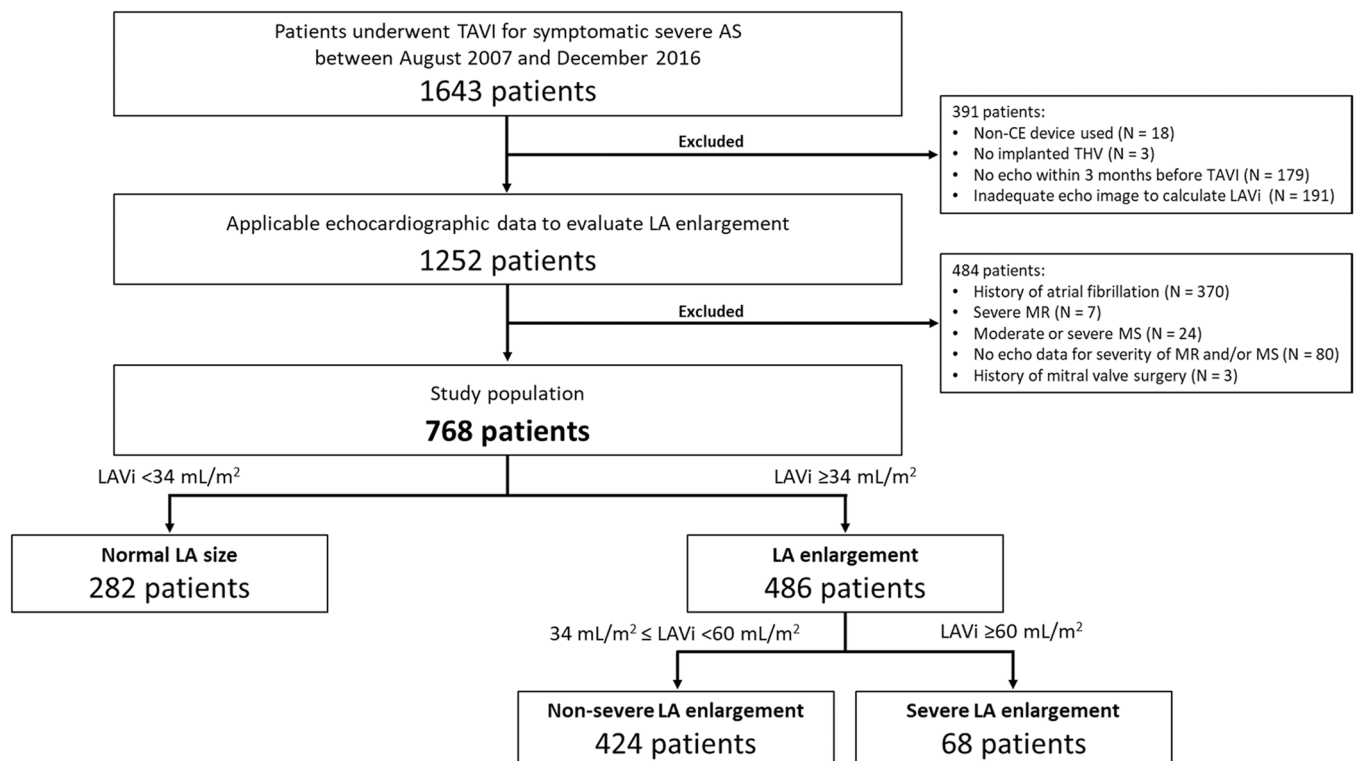 Patients underwent TAVI for symptomatic severe AS
between August 2007 and December 2016
1643 patients
Excluded
391 patients:
• Non-CE device used (N = 18)
• No implanted THV (N = 3)
• No echo within 3 months before TAVI (N = 179)
• Inadequate echo image to calculate LAVi (N = 191)
Applicable echocardiographic data to evaluate LA enlargement
1252 patients
Excluded
484 patients:
• History of atrial fibrillation (N = 370)
• Severe MR (N = 7)
• Moderate or severe MS (N = 24)
• No echo data for severity of MR and/or MS (N = 80)
• History of mitral valve surgery (N = 3)
Study population
768 patients
LAVi <34 mL/m²
LAVi ≥34 mL/m²
Normal LA size
282 patients
LA enlargement
486 patients
34 mL/m² ≤ LAVi <60 mL/m²
LAVi ≥60 mL/m²
Non-severe LA enlargement
424 patients
Severe LA enlargement
68 patients